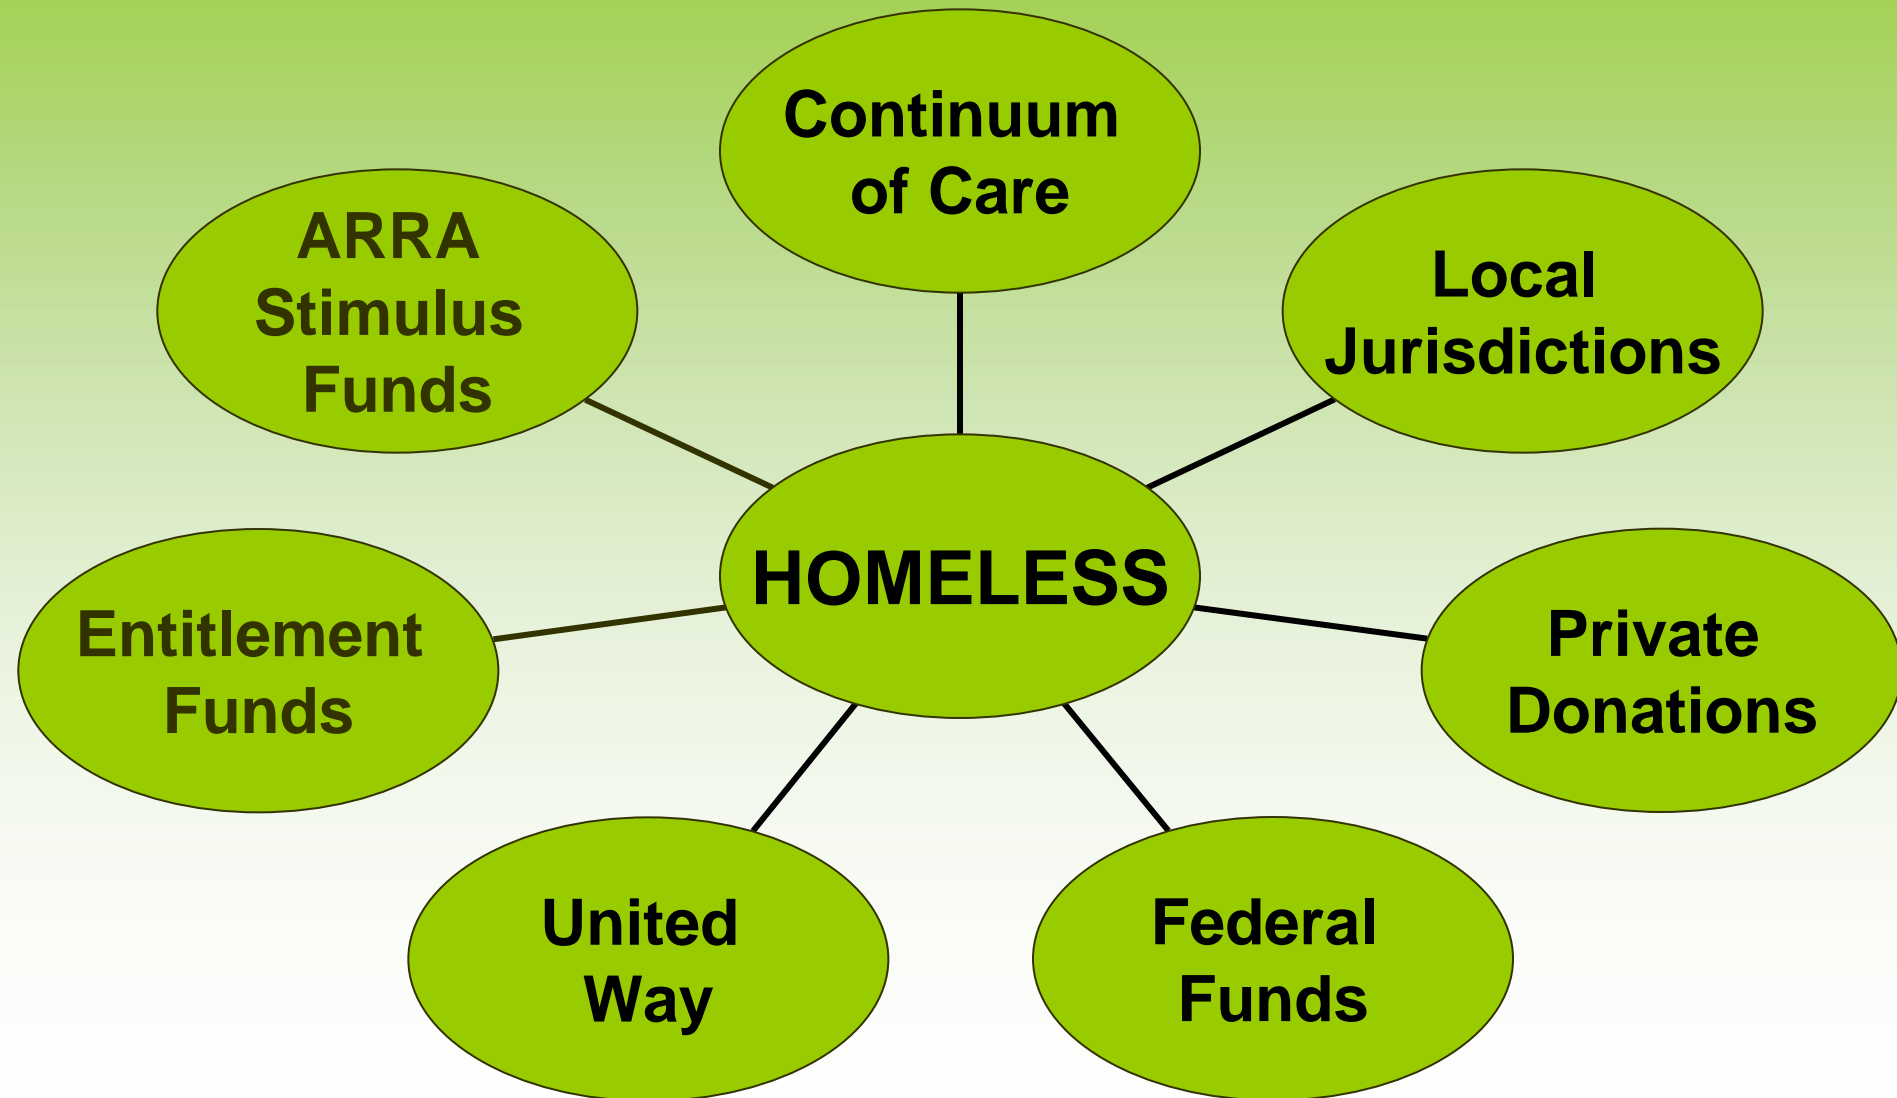 Continuum
of Care
ARRA
Stimulus
Funds
Local
Jurisdictions
HOMELESS
Entitlement
Funds
Private
Donations
United
Way
Federal
Funds